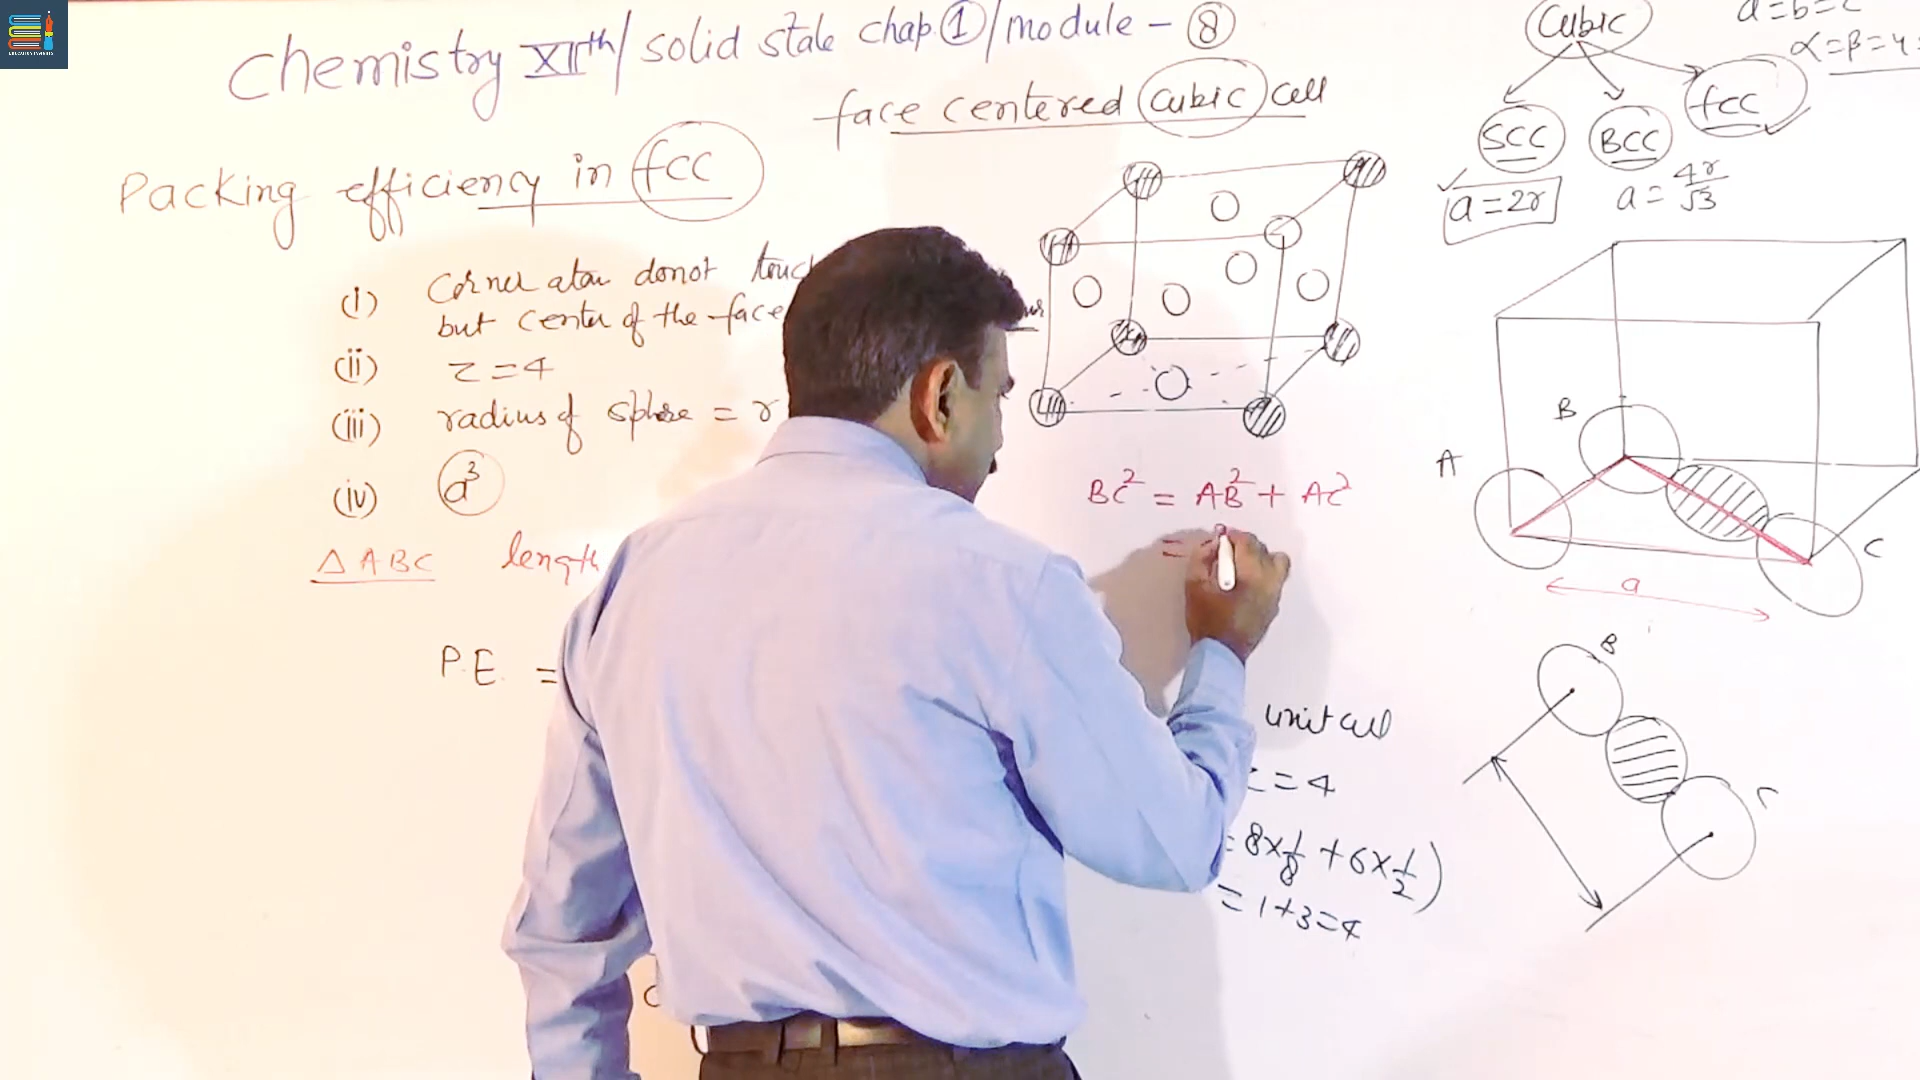 Chemistry XIIth/ solid state chap.① / module - ⑧
face centered cubic cell
Packing efficiency in fcc
(i) Corner atom donot touch
but center of the face
(ii) z = 4
(iii) radius of sphere = r
(iv) a³
△ ABC length
P.E. =
BC² = AB² + AC²
=
unit cell
z = 4
= 8×1/8 + 6×1/2)
= 1+3=4
Cubic
a=b=c
α=β=γ=
SCC
BCC
fcc
a=2r
a = 4r/√3
B
A
C
a
B
C